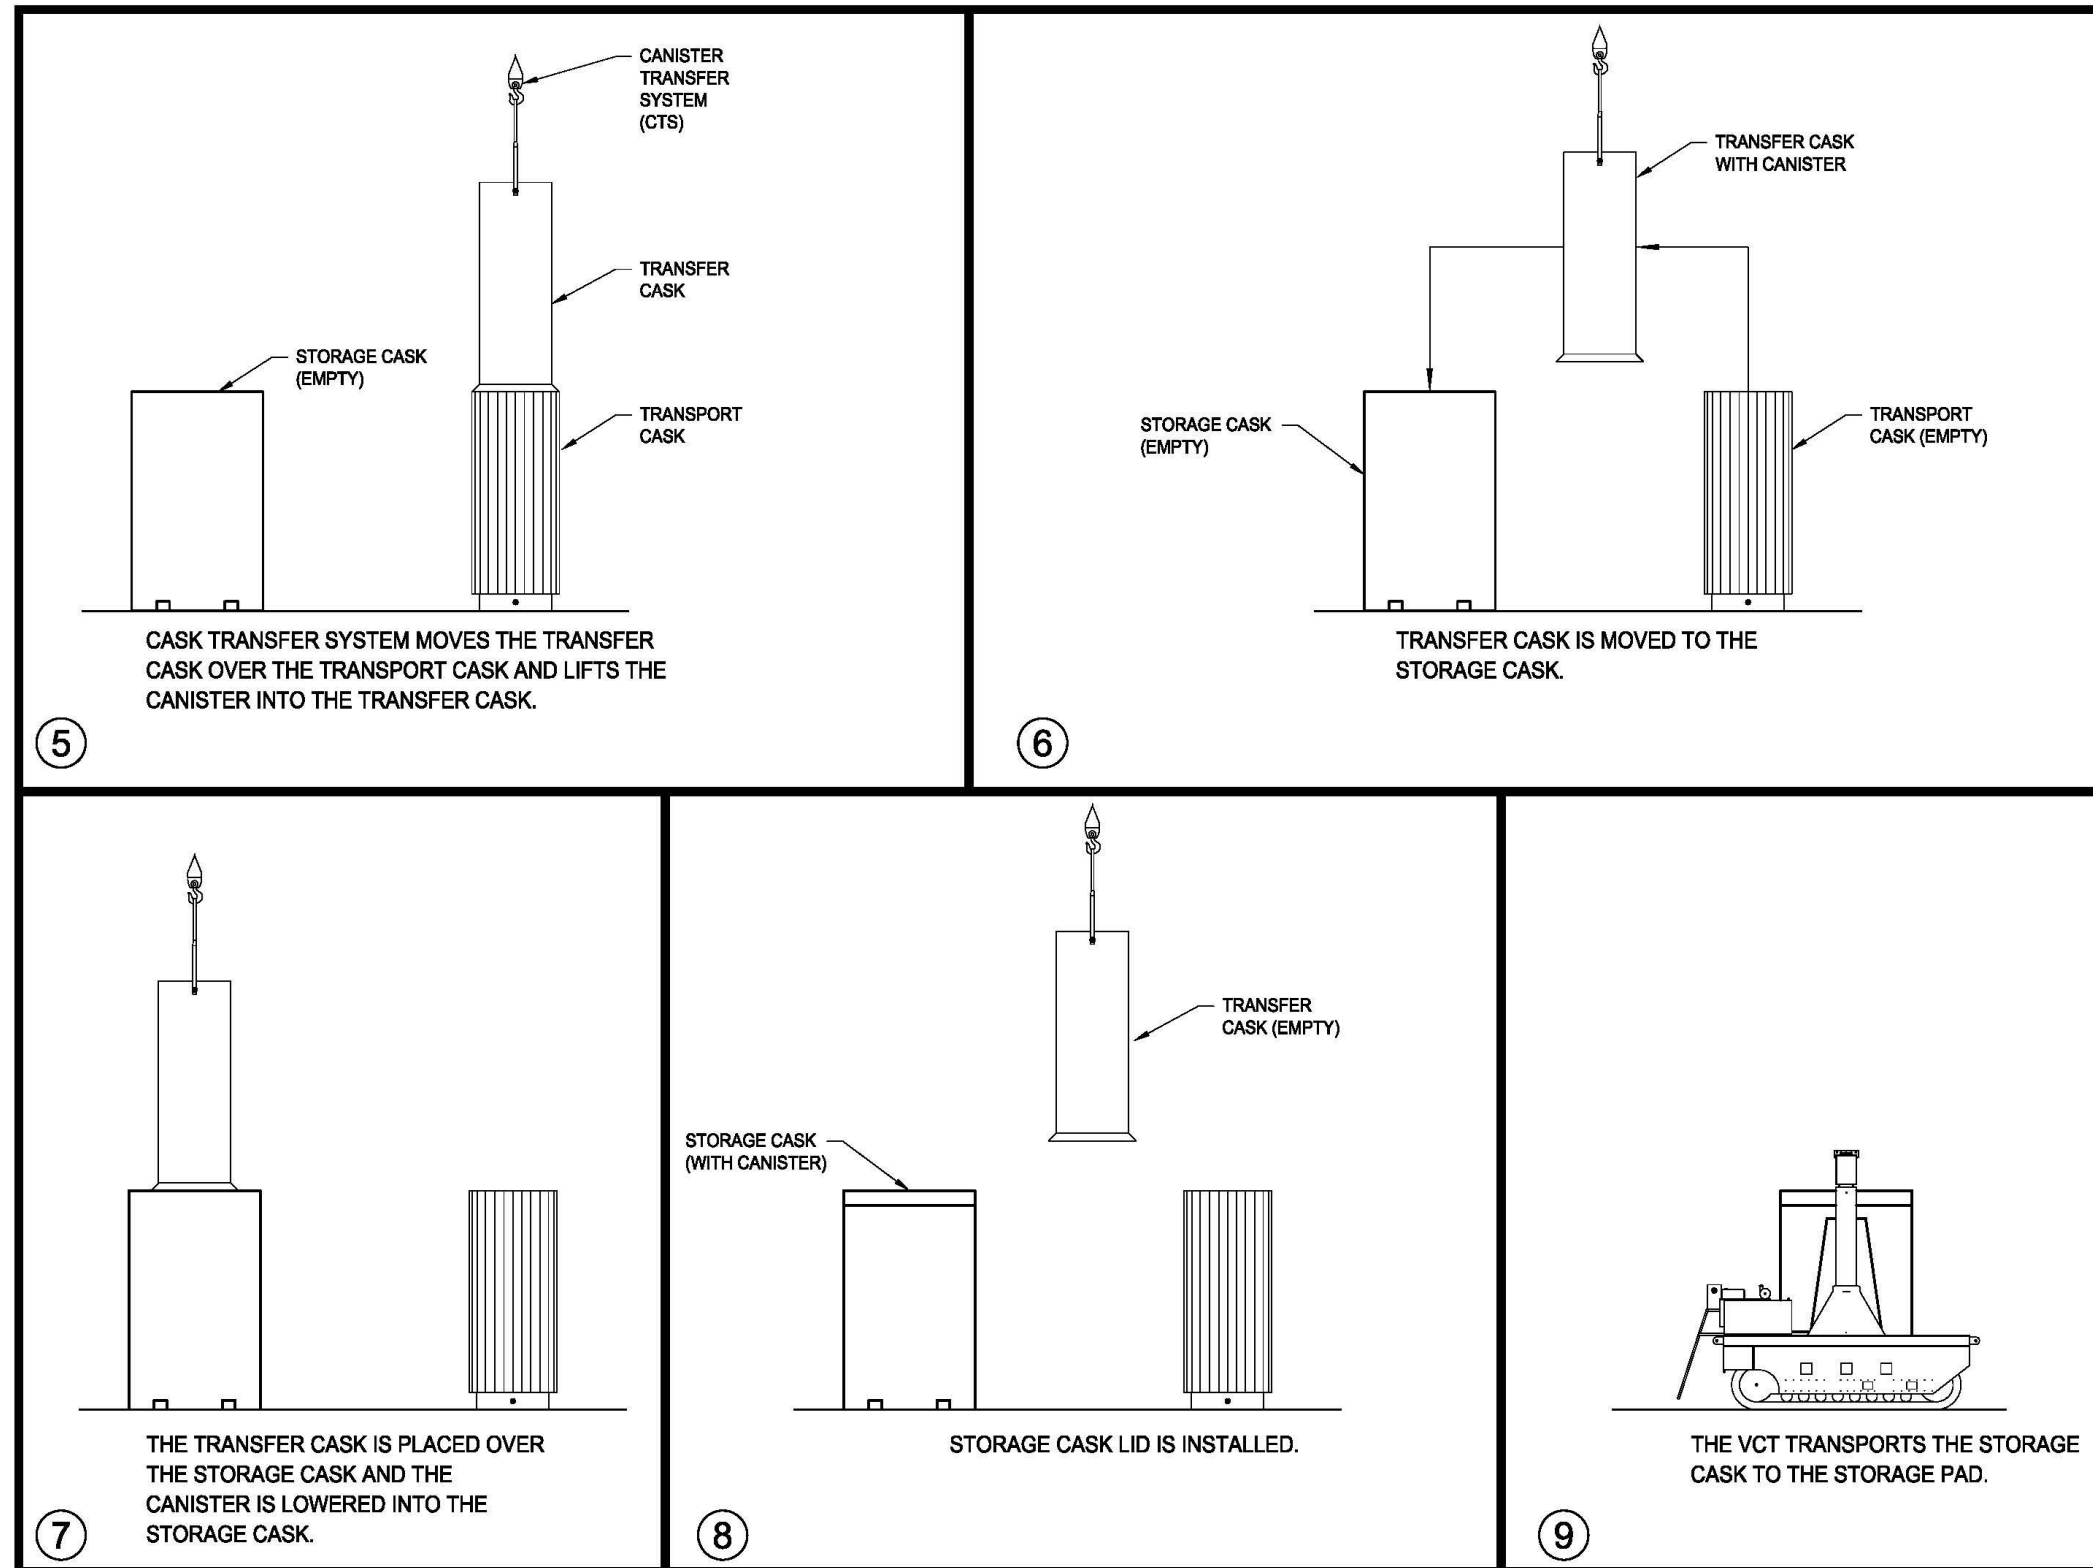 CANISTER
TRANSFER
SYSTEM
(CTS)
TRANSFER
CASK
STORAGE CASK
(EMPTY)
TRANSPORT
CASK
CASK TRANSFER SYSTEM MOVES THE TRANSFER
CASK OVER THE TRANSPORT CASK AND LIFTS THE
CANISTER INTO THE TRANSFER CASK.
5
TRANSFER CASK
WITH CANISTER
STORAGE CASK
(EMPTY)
TRANSPORT
CASK (EMPTY)
TRANSFER CASK IS MOVED TO THE
STORAGE CASK.
6
THE TRANSFER CASK IS PLACED OVER
THE STORAGE CASK AND THE
CANISTER IS LOWERED INTO THE
STORAGE CASK.
7
TRANSFER
CASK (EMPTY)
STORAGE CASK
(WITH CANISTER)
STORAGE CASK LID IS INSTALLED.
8
THE VCT TRANSPORTS THE STORAGE
CASK TO THE STORAGE PAD.
9